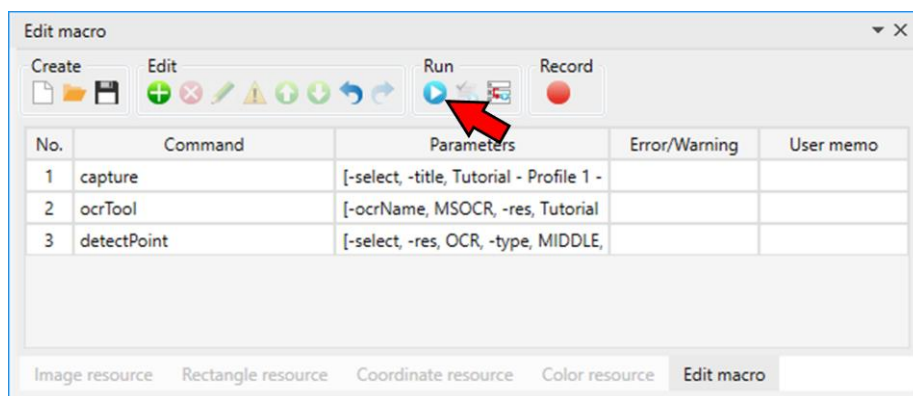 Edit macro
Create Edit Run Record
No. Command Parameters Error/Warning User memo
1 capture [-select, -title, Tutorial - Profile 1 -
2 ocrTool [-ocrName, MSOCR, -res, Tutorial
3 detectPoint [-select, -res, OCR, -type, MIDDLE,
Image resource Rectangle resource Coordinate resource Color resource Edit macro